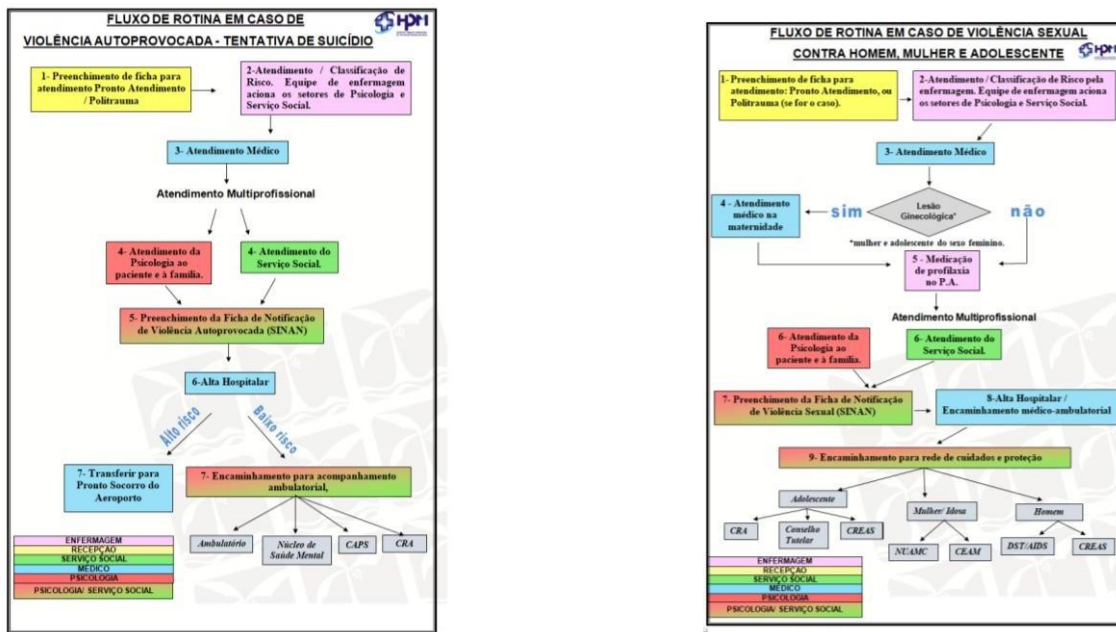 FLUXO DE ROTINA EM CASO DE
VIOLÊNCIA AUTOPROVOCADA - TENTATIVA DE SUICÍDIO
HPM
1- Preenchimento de ficha para
atendimento Pronto Atendimento
/ Politrauma
2-Atendimento / Classificação de
Risco. Equipe de enfermagem
aciona os setores de Psicologia e
Serviço Social.
3- Atendimento Médico
Atendimento Multiprofissional
4- Atendimento da
Psicologia ao
paciente e à família.
4- Atendimento do
Serviço Social.
5- Preenchimento da Ficha de Notificação
de Violência Autoprovocada (SINAN)
6-Alta Hospitalar
Alto risco
Baixo risco
7- Transferir para
Pronto Socorro do
Aeroporto
7- Encaminhamento para acompanhamento
ambulatorial,
Ambulatório
Núcleo de
Saúde Mental
CAPS
CRA
ENFERMAGEM
RECEPÇÃO
SERVIÇO SOCIAL
MÉDICO
PSICOLOGIA
PSICOLOGIA/ SERVIÇO SOCIAL
FLUXO DE ROTINA EM CASO DE VIOLÊNCIA SEXUAL
CONTRA HOMEM, MULHER E ADOLESCENTE
HPM
1- Preenchimento de ficha para
atendimento: Pronto Atendimento, ou
Politrauma (se for o caso).
2-Atendimento / Classificação de Risco pela
enfermagem. Equipe de enfermagem aciona
os setores de Psicologia e Serviço Social.
3- Atendimento Médico
4 - Atendimento
médico na
maternidade
sim
Lesão
Ginecológica*
não
*mulher e adolescente do sexo feminino.
5 - Medicação
de profilaxia
no P.A.
Atendimento Multiprofissional
6- Atendimento da
Psicologia ao
paciente e à família.
6- Atendimento do
Serviço Social.
7- Preenchimento da Ficha de Notificação
de Violência Sexual (SINAN)
8-Alta Hospitalar /
Encaminhamento médico-ambulatorial
9- Encaminhamento para rede de cuidados e proteção
Adolescente
Mulher/ Idosa
Homem
CRA
Conselho
Tutelar
CREAS
NUAMC
CEAM
DST/AIDS
CREAS
ENFERMAGEM
RECEPÇÃO
SERVIÇO SOCIAL
MÉDICO
PSICOLOGIA
PSICOLOGIA/ SERVIÇO SOCIAL